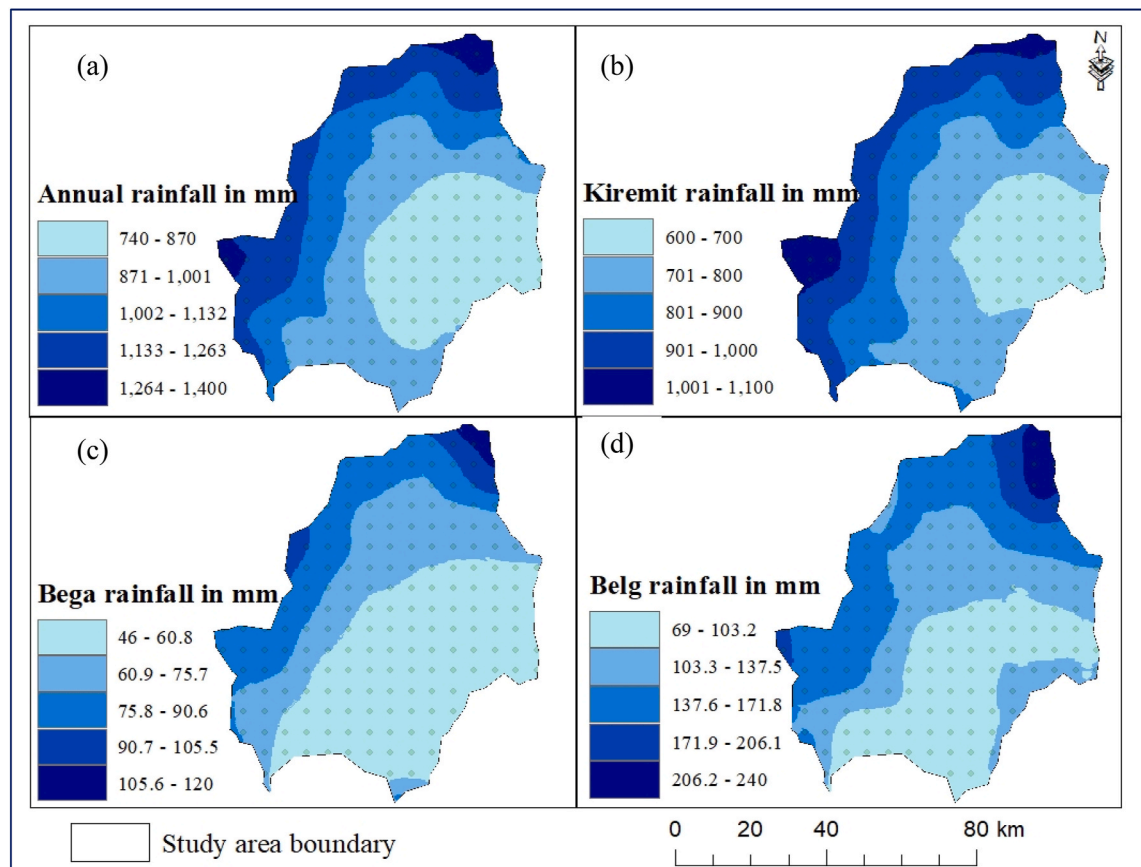 (a)
Annual rainfall in mm
740 - 870
871 - 1,001
1,002 - 1,132
1,133 - 1,263
1,264 - 1,400
(b)
N
Kiremit rainfall in mm
600 - 700
701 - 800
801 - 900
901 - 1,000
1,001 - 1,100
(c)
Bega rainfall in mm
46 - 60.8
60.9 - 75.7
75.8 - 90.6
90.7 - 105.5
105.6 - 120
(d)
Belg rainfall in mm
69 - 103.2
103.3 - 137.5
137.6 - 171.8
171.9 - 206.1
206.2 - 240
Study area boundary
0 20 40 80 km